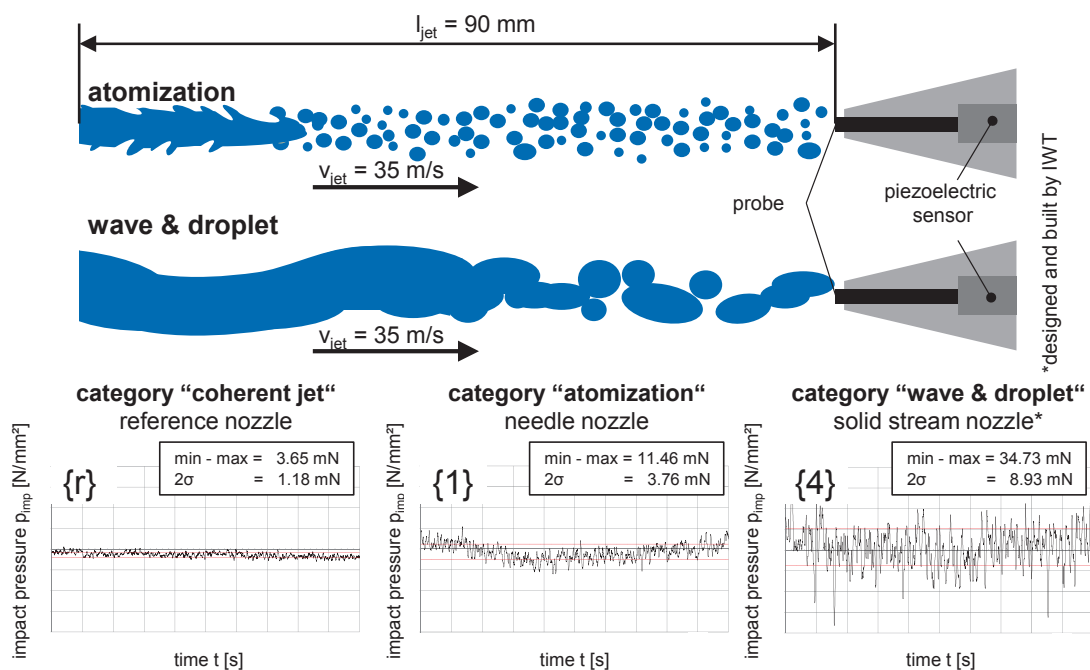 l_jet = 90 mm
atomization
v_jet = 35 m/s
probe
piezoelectric
sensor
wave & droplet
v_jet = 35 m/s
*designed and built by IWT
category “coherent jet“
reference nozzle
impact pressure p_imp [N/mm²]
{r}
min - max = 3.65 mN
2σ = 1.18 mN
time t [s]
category “atomization“
needle nozzle
impact pressure p_imp [N/mm²]
{1}
min - max = 11.46 mN
2σ = 3.76 mN
time t [s]
category “wave & droplet“
solid stream nozzle*
impact pressure p_imp [N/mm²]
{4}
min - max = 34.73 mN
2σ = 8.93 mN
time t [s]